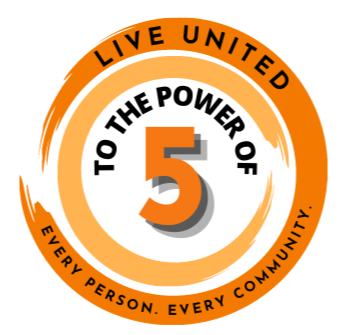 LIVE UNITED
TO THE POWER OF
5
EVERY PERSON. EVERY COMMUNITY.